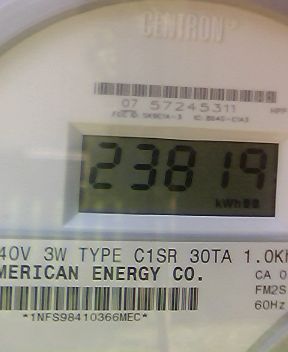 CENTRON
07 57245311
23819
kWh
40V 3W TYPE C1SR 30TA 1.0Kh
MERICAN ENERGY CO.
CA 0
FM2S
60Hz
*1NFS98410366MEC*